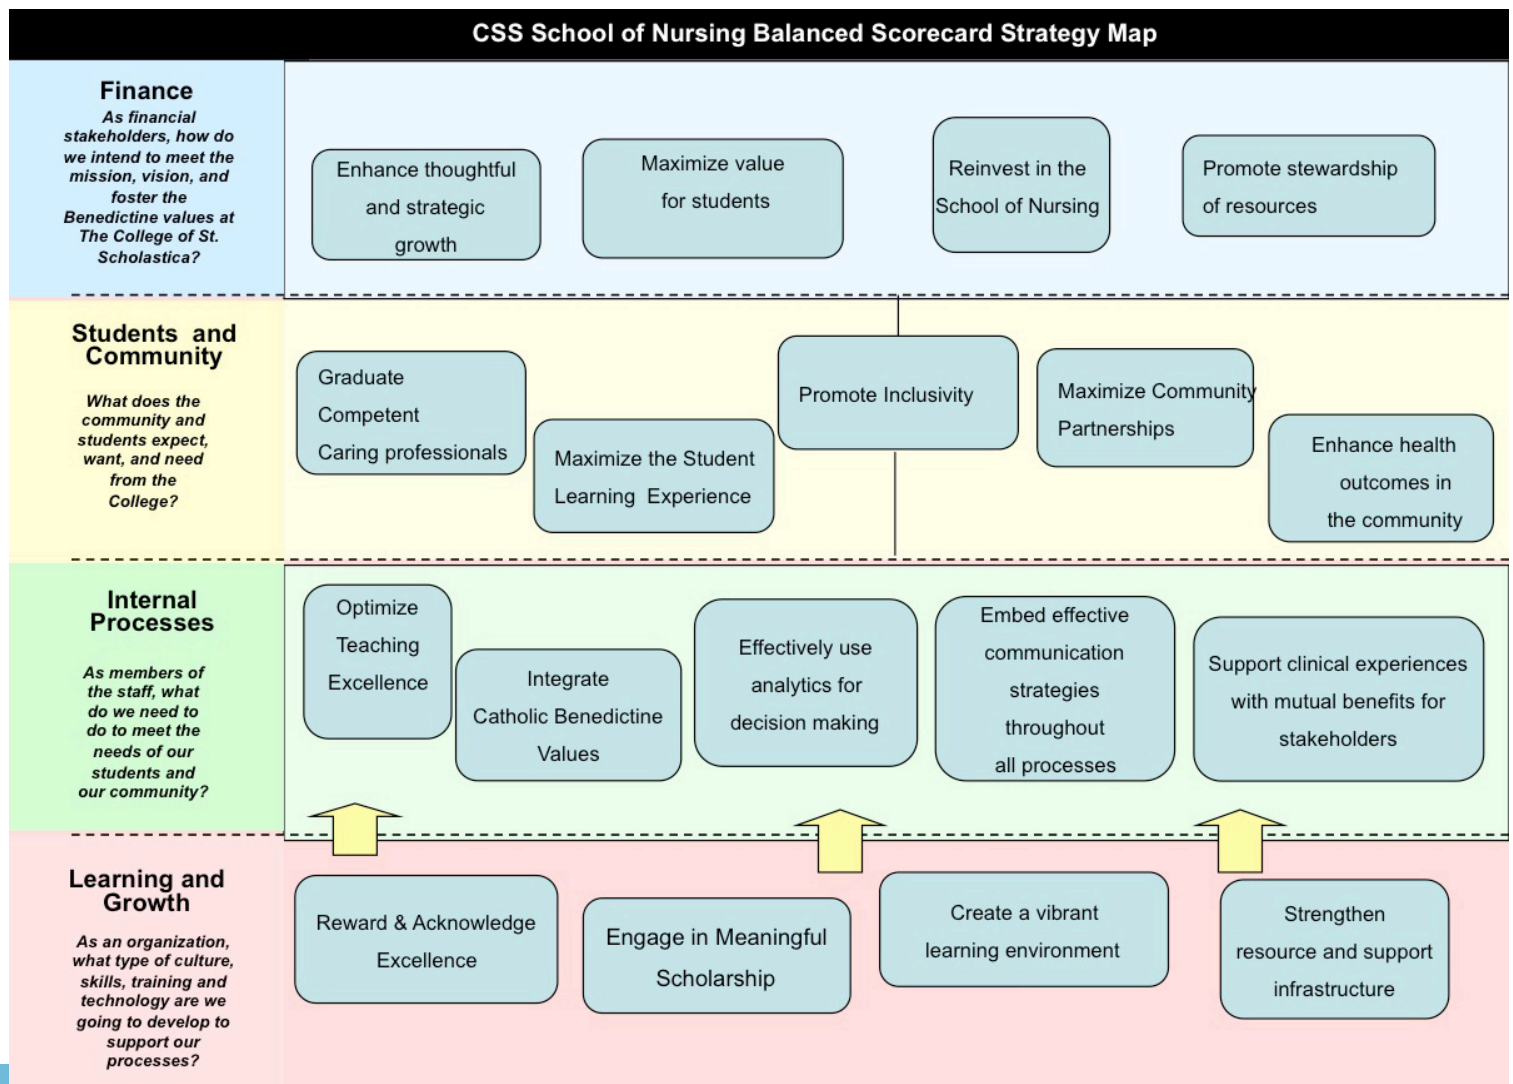 CSS School of Nursing Balanced Scorecard Strategy Map
Finance
As financial
stakeholders, how do
we intend to meet the
mission, vision, and
foster the
Benedictine values at
The College of St.
Scholastica?
Enhance thoughtful
and strategic
growth
Maximize value
for students
Reinvest in the
School of Nursing
Promote stewardship
of resources
Students and
Community
What does the
community and
students expect,
want, and need
from the
College?
Graduate
Competent
Caring professionals
Maximize the Student
Learning Experience
Promote Inclusivity
Maximize Community
Partnerships
Enhance health
outcomes in
the community
Internal
Processes
As members of
the staff, what
do we need to
do to meet the
needs of our
students and
our community?
Optimize
Teaching
Excellence
Integrate
Catholic Benedictine
Values
Effectively use
analytics for
decision making
Embed effective
communication
strategies
throughout
all processes
Support clinical experiences
with mutual benefits for
stakeholders
Learning and
Growth
As an organization,
what type of culture,
skills, training and
technology are we
going to develop to
support our
processes?
Reward & Acknowledge
Excellence
Engage in Meaningful
Scholarship
Create a vibrant
learning environment
Strengthen
resource and support
infrastructure